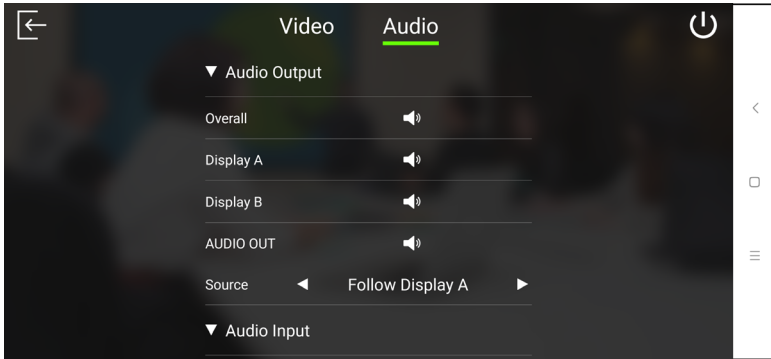 Video Audio
Audio Output
Overall
Display A
Display B
AUDIO OUT
Source Follow Display A
Audio Input